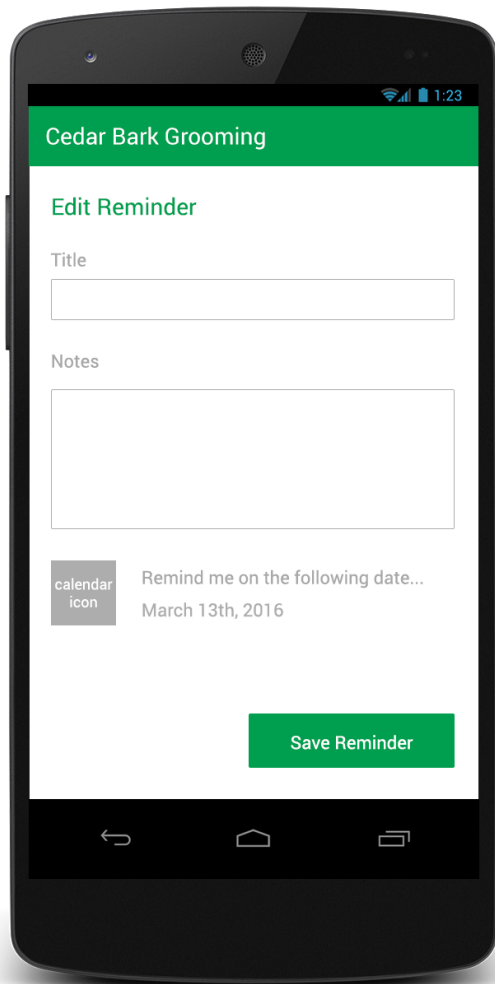 1:23
Cedar Bark Grooming
Edit Reminder
Title
Notes
calendar
icon
Remind me on the following date...
March 13th, 2016
Save Reminder